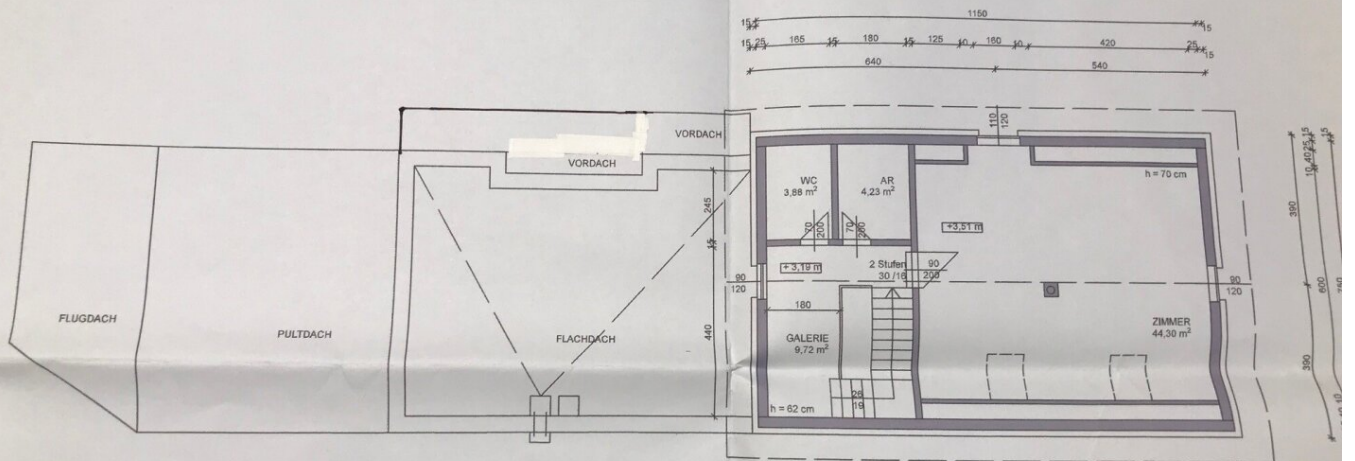 1150
15
15
15 25
165
15
180
15
125
10
160
10
420
25
15
640
540
VORDACH
110
120
VORDACH
WC
3,88 m²
AR
4,23 m²
h = 70 cm
245
70
200
70
200
+3,51 m
390
600
15
+ 3,19 m
2 Stufen
30 /16
90
200
90
120
90
120
180
FLUGDACH
PULTDACH
FLACHDACH
440
GALERIE
9,72 m²
ZIMMER
44,30 m²
390
26
19
h = 62 cm